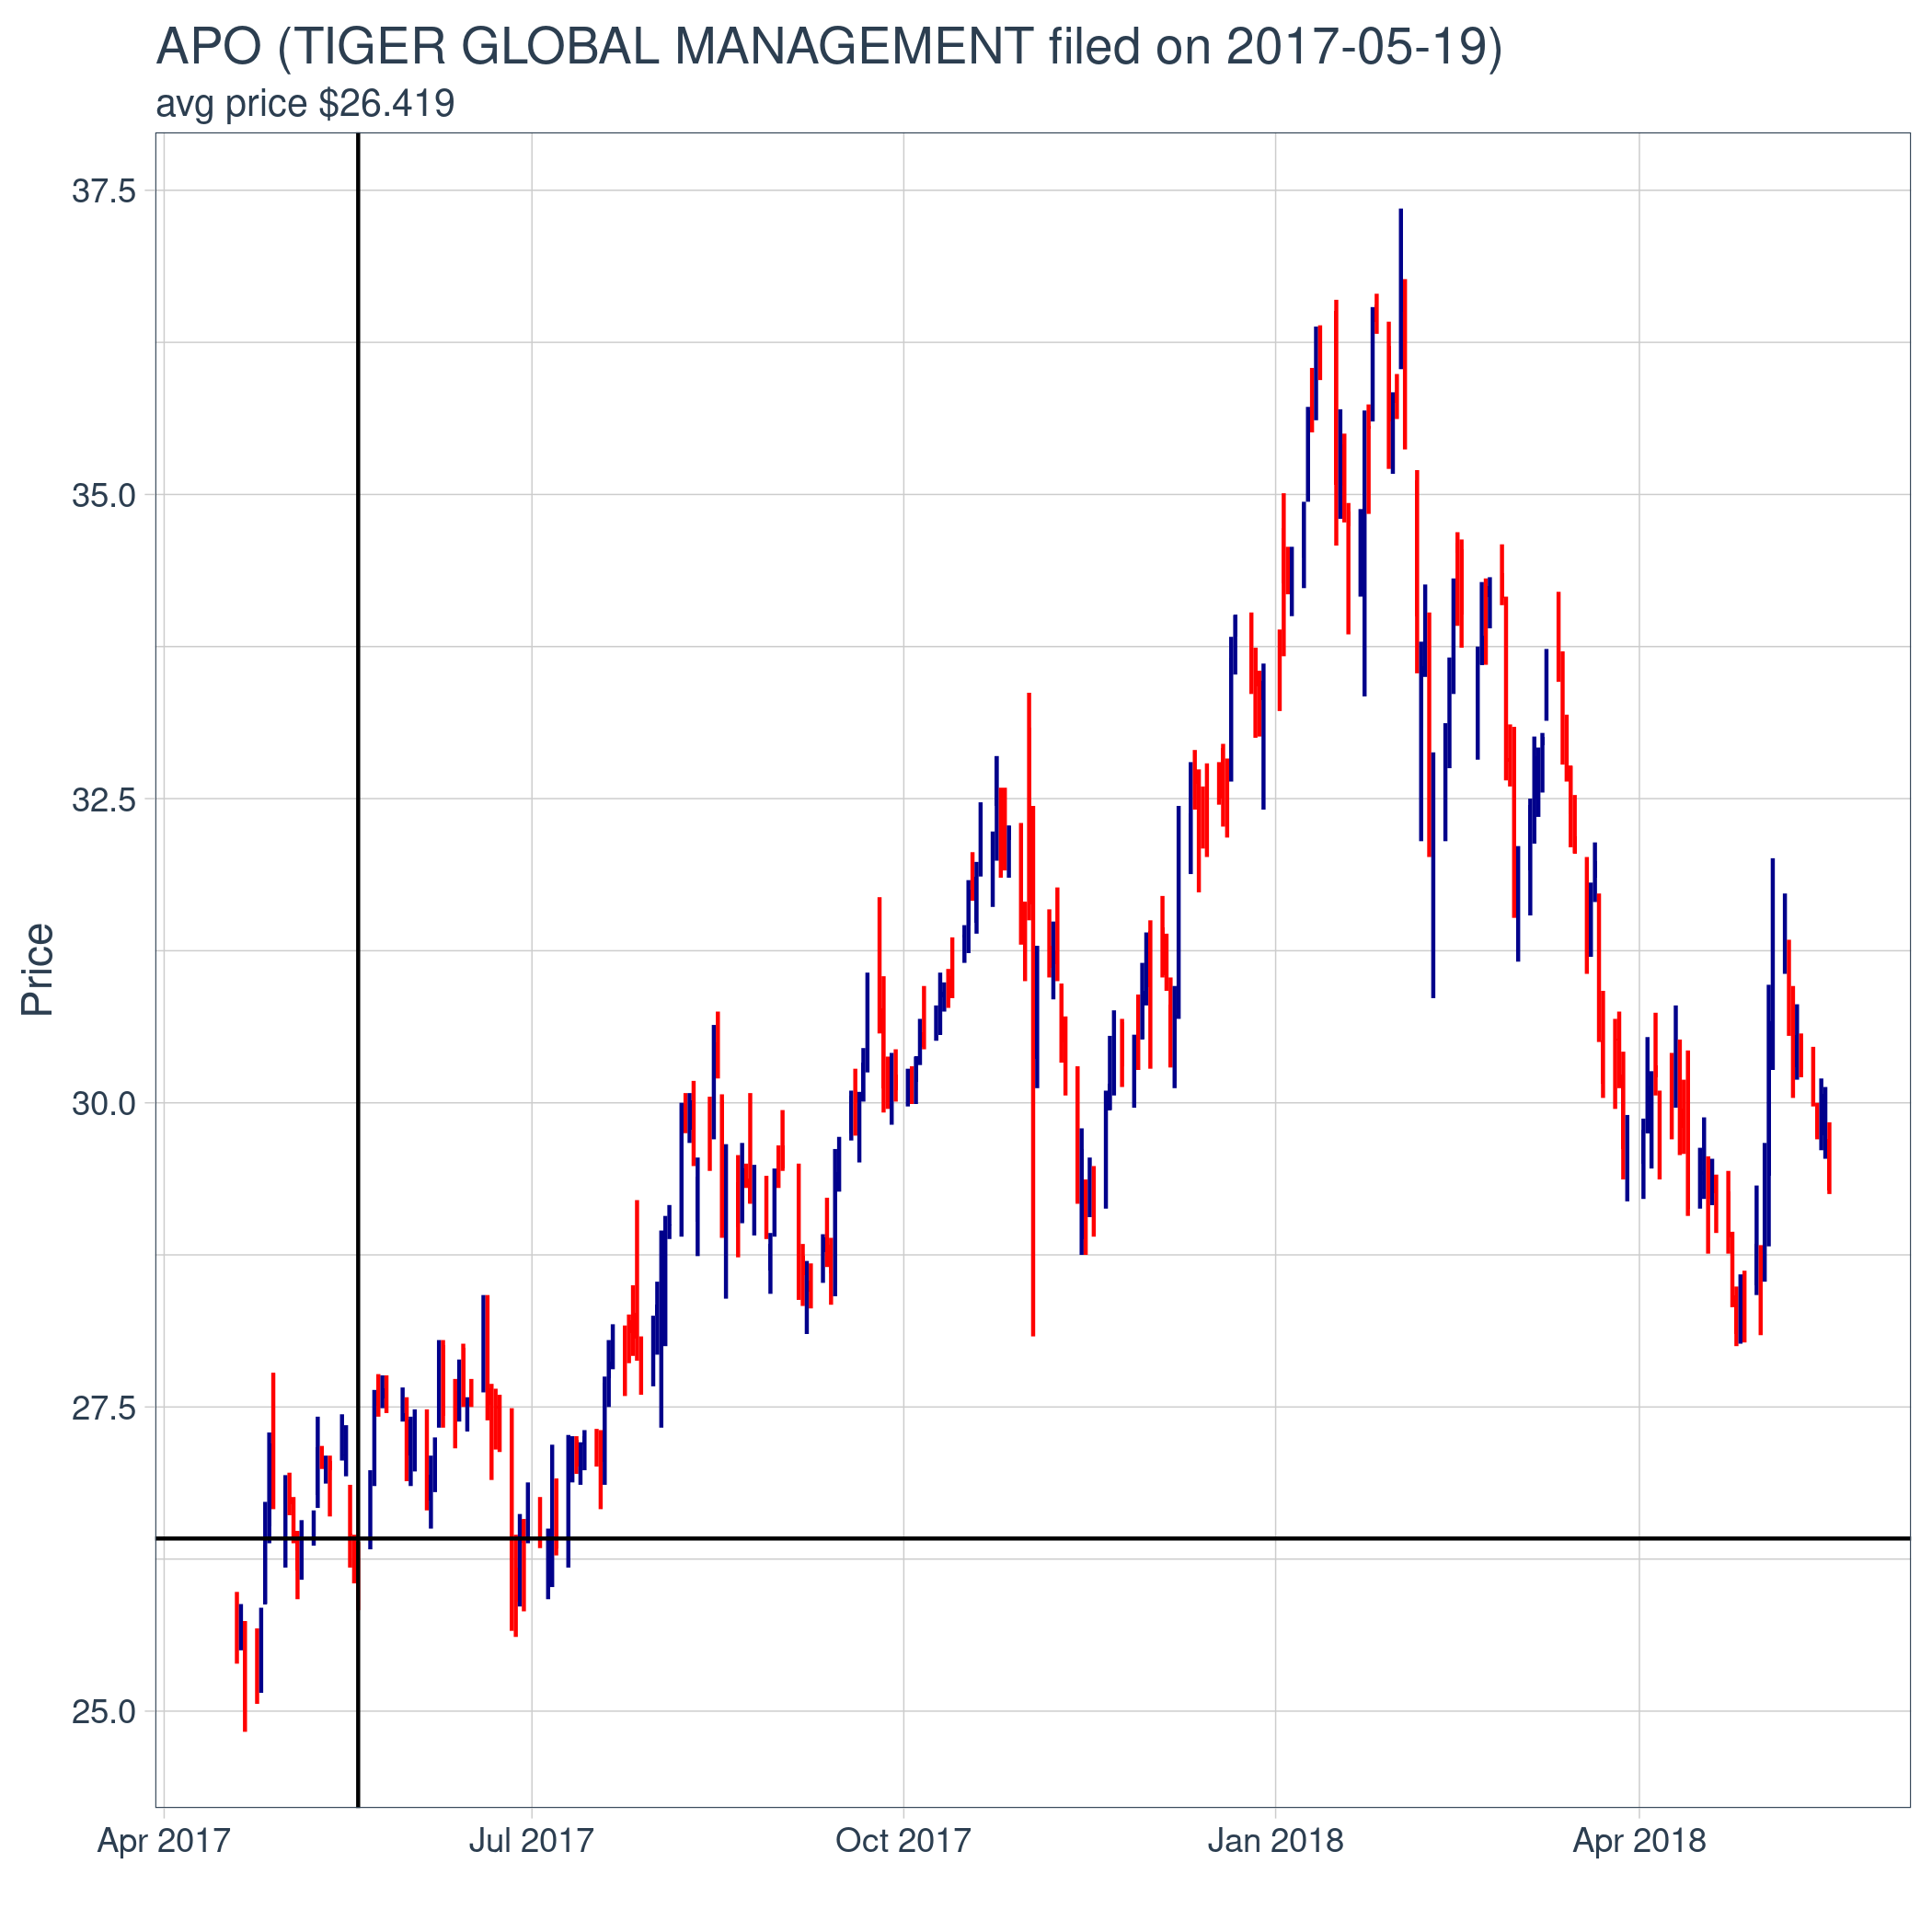 APO (TIGER GLOBAL MANAGEMENT filed on 2017-05-19)
avg price $26.419
37.5
35.0
32.5
30.0
27.5
25.0
Price
Apr 2017
Jul 2017
Oct 2017
Jan 2018
Apr 2018